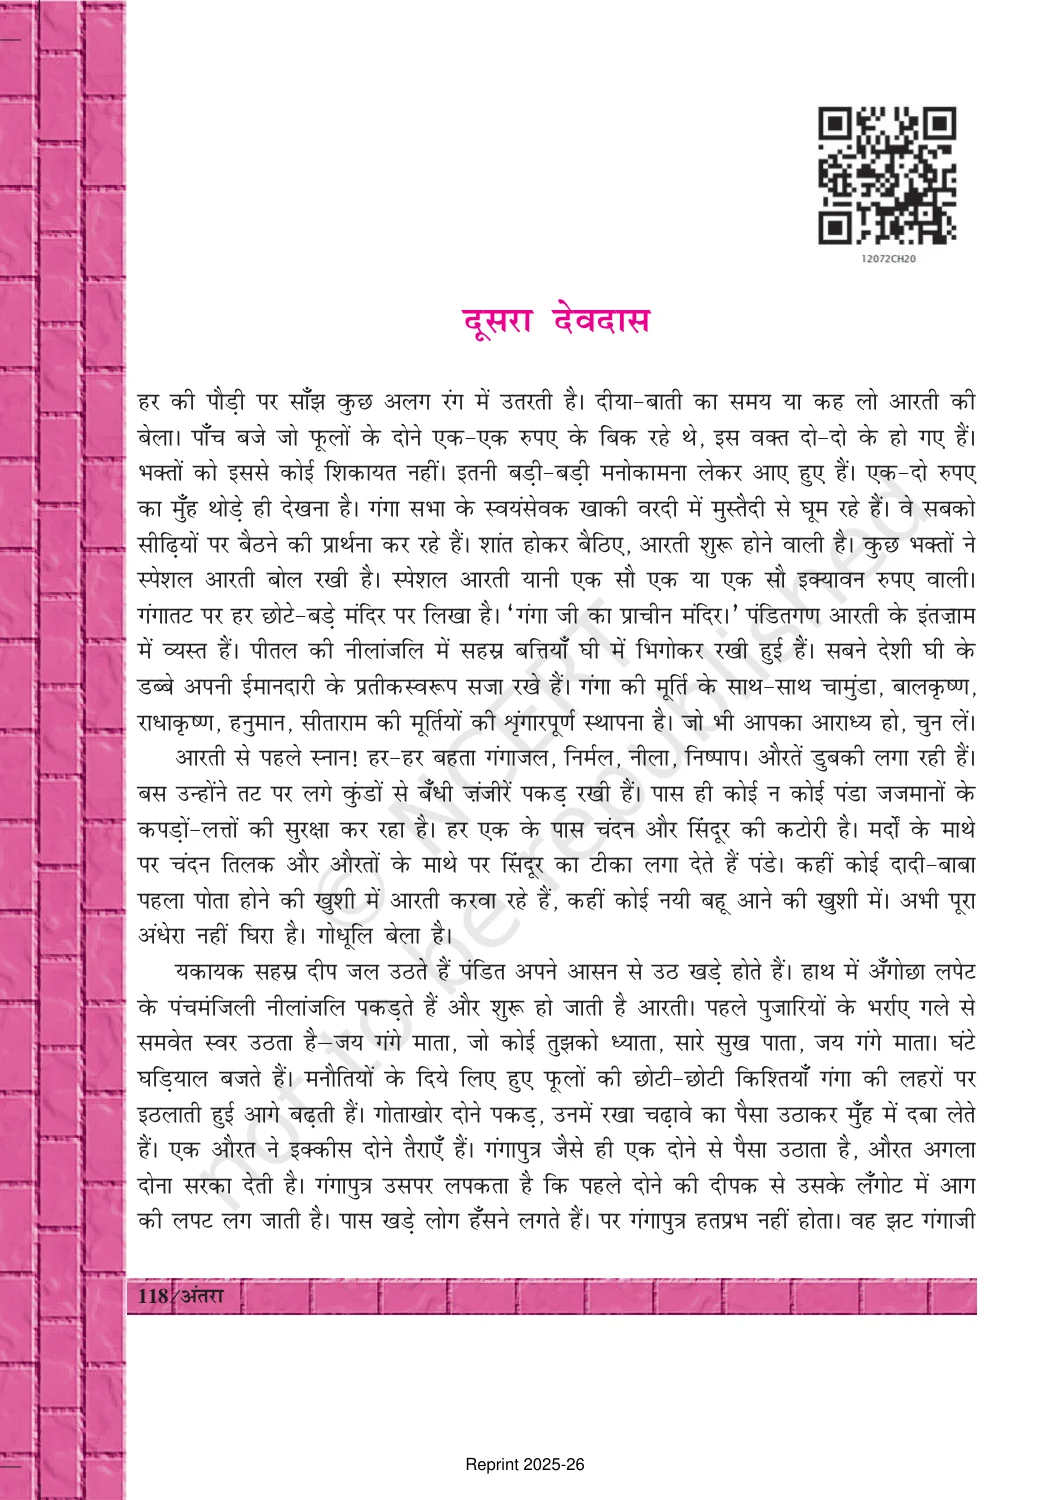 12072CH20
दूसरा देवदास
हर की पौड़ी पर साँझ कुछ अलग रंग में उतरती है। दीया-बाती का समय या कह लो आरती की
बेला। पाँच बजे जो फूलों के दोने एक-एक रुपए के बिक रहे थे, इस वक्त दो-दो के हो गए हैं।
भक्तों को इससे कोई शिकायत नहीं। इतनी बड़ी-बड़ी मनोकामना लेकर आए हुए हैं। एक-दो रुपए
का मुँह थोड़े ही देखना है। गंगा सभा के स्वयंसेवक खाकी वरदी में मुस्तैदी से घूम रहे हैं। वे सबको
सीढ़ियों पर बैठने की प्रार्थना कर रहे हैं। शांत होकर बैठिए, आरती शुरू होने वाली है। कुछ भक्तों ने
स्पेशल आरती बोल रखी है। स्पेशल आरती यानी एक सौ एक या एक सौ इक्यावन रुपए वाली।
गंगातट पर हर छोटे-बड़े मंदिर पर लिखा है। ‘गंगा जी का प्राचीन मंदिर।’ पंडितगण आरती के इंतज़ाम
में व्यस्त हैं। पीतल की नीलांजलि में सहस्र बत्तियाँ घी में भिगोकर रखी हुई हैं। सबने देशी घी के
डब्बे अपनी ईमानदारी के प्रतीकस्वरूप सजा रखे हैं। गंगा की मूर्ति के साथ-साथ चामुंडा, बालकृष्ण,
राधाकृष्ण, हनुमान, सीताराम की मूर्तियों की शृंगारपूर्ण स्थापना है। जो भी आपका आराध्य हो, चुन लें।
आरती से पहले स्नान! हर-हर बहता गंगाजल, निर्मल, नीला, निष्पाप। औरतें डुबकी लगा रही हैं।
बस उन्होंने तट पर लगे कुंडों से बँधी ज़ंजीरें पकड़ रखी हैं। पास ही कोई न कोई पंडा जजमानों के
कपड़ों-लत्तों की सुरक्षा कर रहा है। हर एक के पास चंदन और सिंदूर की कटोरी है। मर्दों के माथे
पर चंदन तिलक और औरतों के माथे पर सिंदूर का टीका लगा देते हैं पंडे। कहीं कोई दादी-बाबा
पहला पोता होने की खुशी में आरती करवा रहे हैं, कहीं कोई नयी बहू आने की खुशी में। अभी पूरा
अंधेरा नहीं घिरा है। गोधूलि बेला है।
यकायक सहस्र दीप जल उठते हैं पंडित अपने आसन से उठ खड़े होते हैं। हाथ में अँगोछा लपेट
के पंचमंजिली नीलांजलि पकड़ते हैं और शुरू हो जाती है आरती। पहले पुजारियों के भर्राए गले से
समवेत स्वर उठता है—जय गंगे माता, जो कोई तुझको ध्याता, सारे सुख पाता, जय गंगे माता। घंटे
घड़ियाल बजते हैं। मनौतियों के दिये लिए हुए फूलों की छोटी-छोटी किश्तियाँ गंगा की लहरों पर
इठलाती हुई आगे बढ़ती हैं। गोताखोर दोने पकड़, उनमें रखा चढ़ावे का पैसा उठाकर मुँह में दबा लेते
हैं। एक औरत ने इक्कीस दोने तैराएँ हैं। गंगापुत्र जैसे ही एक दोने से पैसा उठाता है, औरत अगला
दोना सरका देती है। गंगापुत्र उसपर लपकता है कि पहले दोने की दीपक से उसके लँगोट में आग
की लपट लग जाती है। पास खड़े लोग हँसने लगते हैं। पर गंगापुत्र हतप्रभ नहीं होता। वह झट गंगाजी
© NCERT
not to be republished
118/अंतरा
Reprint 2025-26